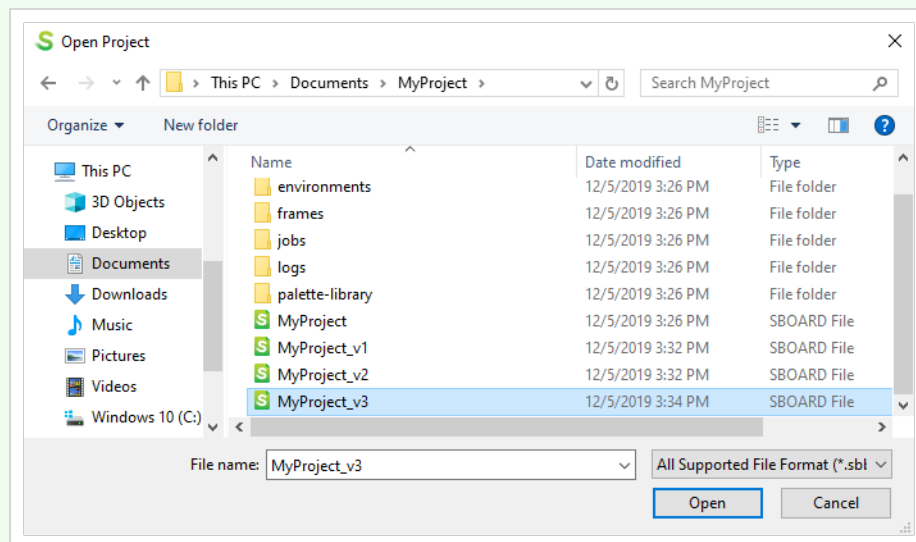 Open Project
This PC > Documents > MyProject >
Search MyProject
Organize
New folder
Name Date modified Type
This PC
3D Objects
Desktop
Documents
Downloads
Music
Pictures
Videos
Windows 10 (C:)
environments 12/5/2019 3:26 PM File folder
frames 12/5/2019 3:26 PM File folder
jobs 12/5/2019 3:26 PM File folder
logs 12/5/2019 3:26 PM File folder
palette-library 12/5/2019 3:26 PM File folder
MyProject 12/5/2019 3:26 PM SBOARD File
MyProject_v1 12/5/2019 3:32 PM SBOARD File
MyProject_v2 12/5/2019 3:32 PM SBOARD File
MyProject_v3 12/5/2019 3:34 PM SBOARD File
File name: MyProject_v3
All Supported File Format (*.sb
Open
Cancel